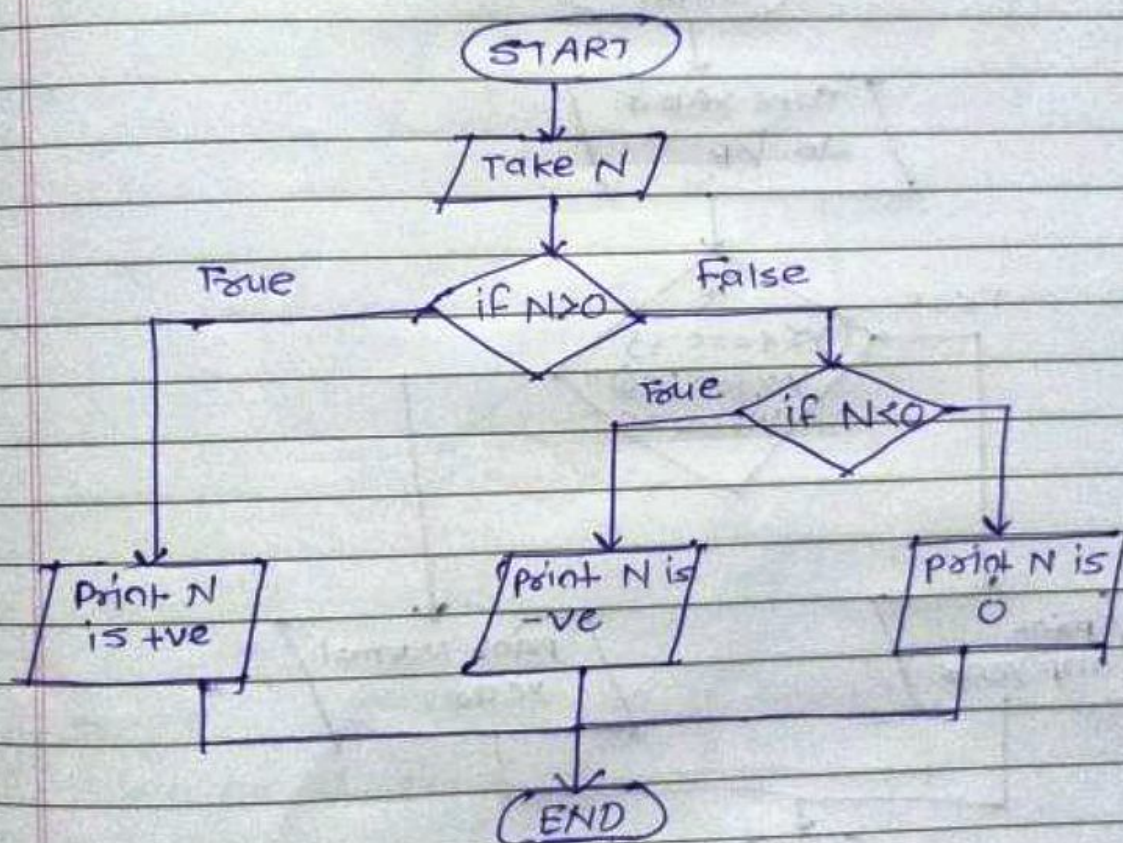 START
Take N
True
if N>0
False
True
if N<0
Print N
is +ve
print N is
-ve
print N is
0
END